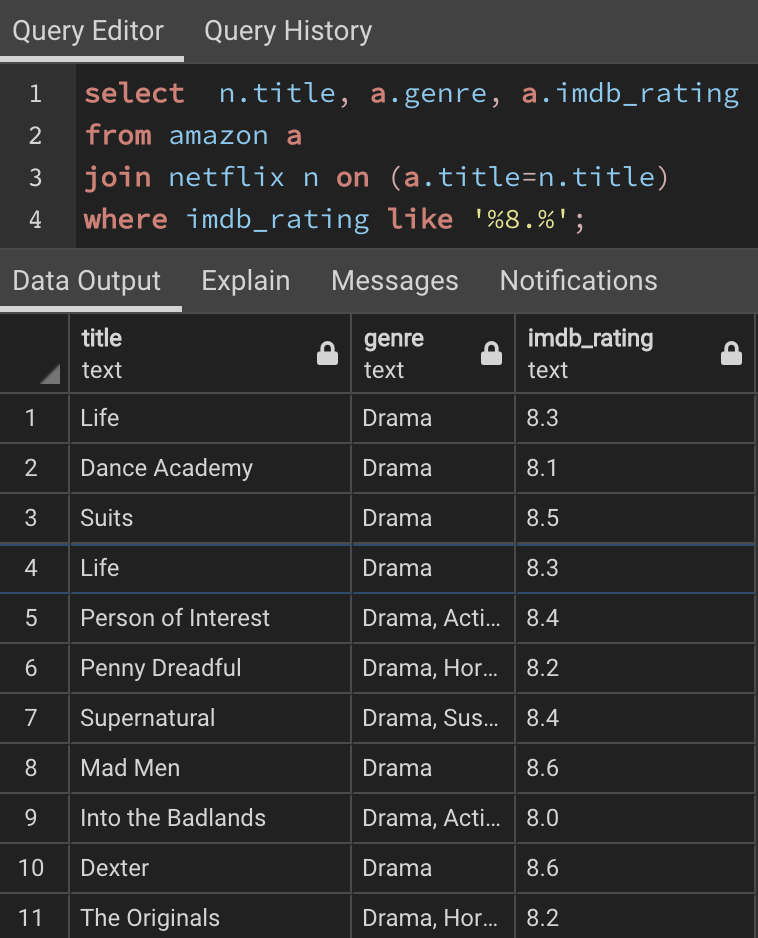 Query Editor Query History
1 select  n.title, a.genre, a.imdb_rating
2 from amazon a
3 join netflix n on (a.title=n.title)
4 where imdb_rating like '%8.%';
Data Output Explain Messages Notifications
title genre imdb_rating
text text text
1 Life Drama 8.3
2 Dance Academy Drama 8.1
3 Suits Drama 8.5
4 Life Drama 8.3
5 Person of Interest Drama, Acti... 8.4
6 Penny Dreadful Drama, Hor... 8.2
7 Supernatural Drama, Sus... 8.4
8 Mad Men Drama 8.6
9 Into the Badlands Drama, Acti... 8.0
10 Dexter Drama 8.6
11 The Originals Drama, Hor... 8.2